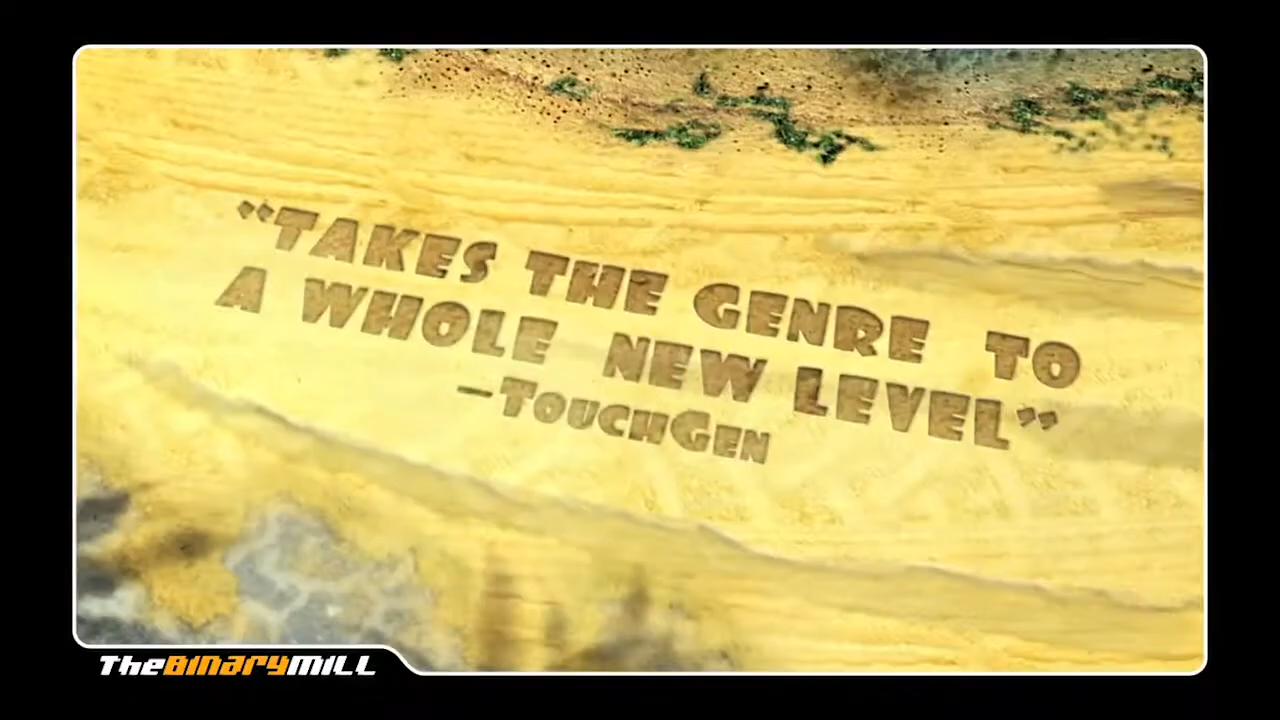 “TAKES THE GENRE TO
A WHOLE NEW LEVEL”
–TOUCHGEN
TheBinaryMill